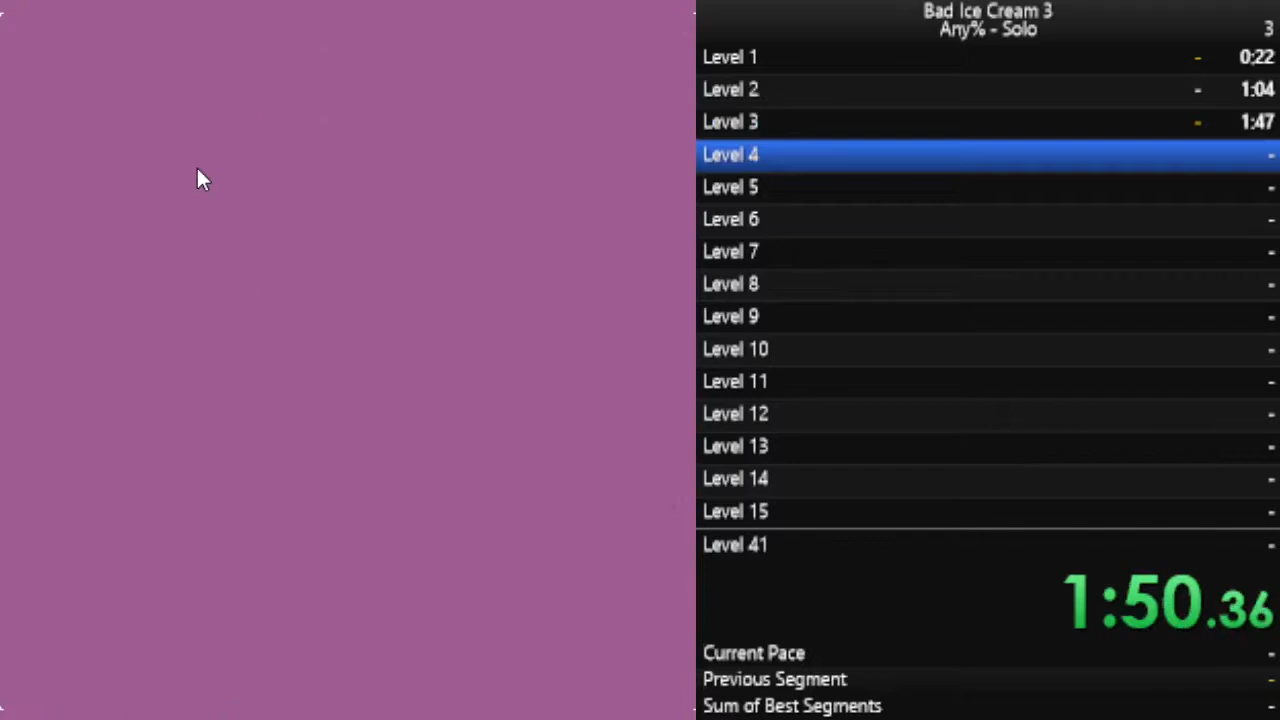 Bad Ice Cream 3
Any% - Solo 3
Level 1 - 0:22
Level 2 - 1:04
Level 3 - 1:47
Level 4 -
Level 5 -
Level 6 -
Level 7 -
Level 8 -
Level 9 -
Level 10 -
Level 11 -
Level 12 -
Level 13 -
Level 14 -
Level 15 -
Level 41 -
1:50.36
Current Pace -
Previous Segment -
Sum of Best Segments -